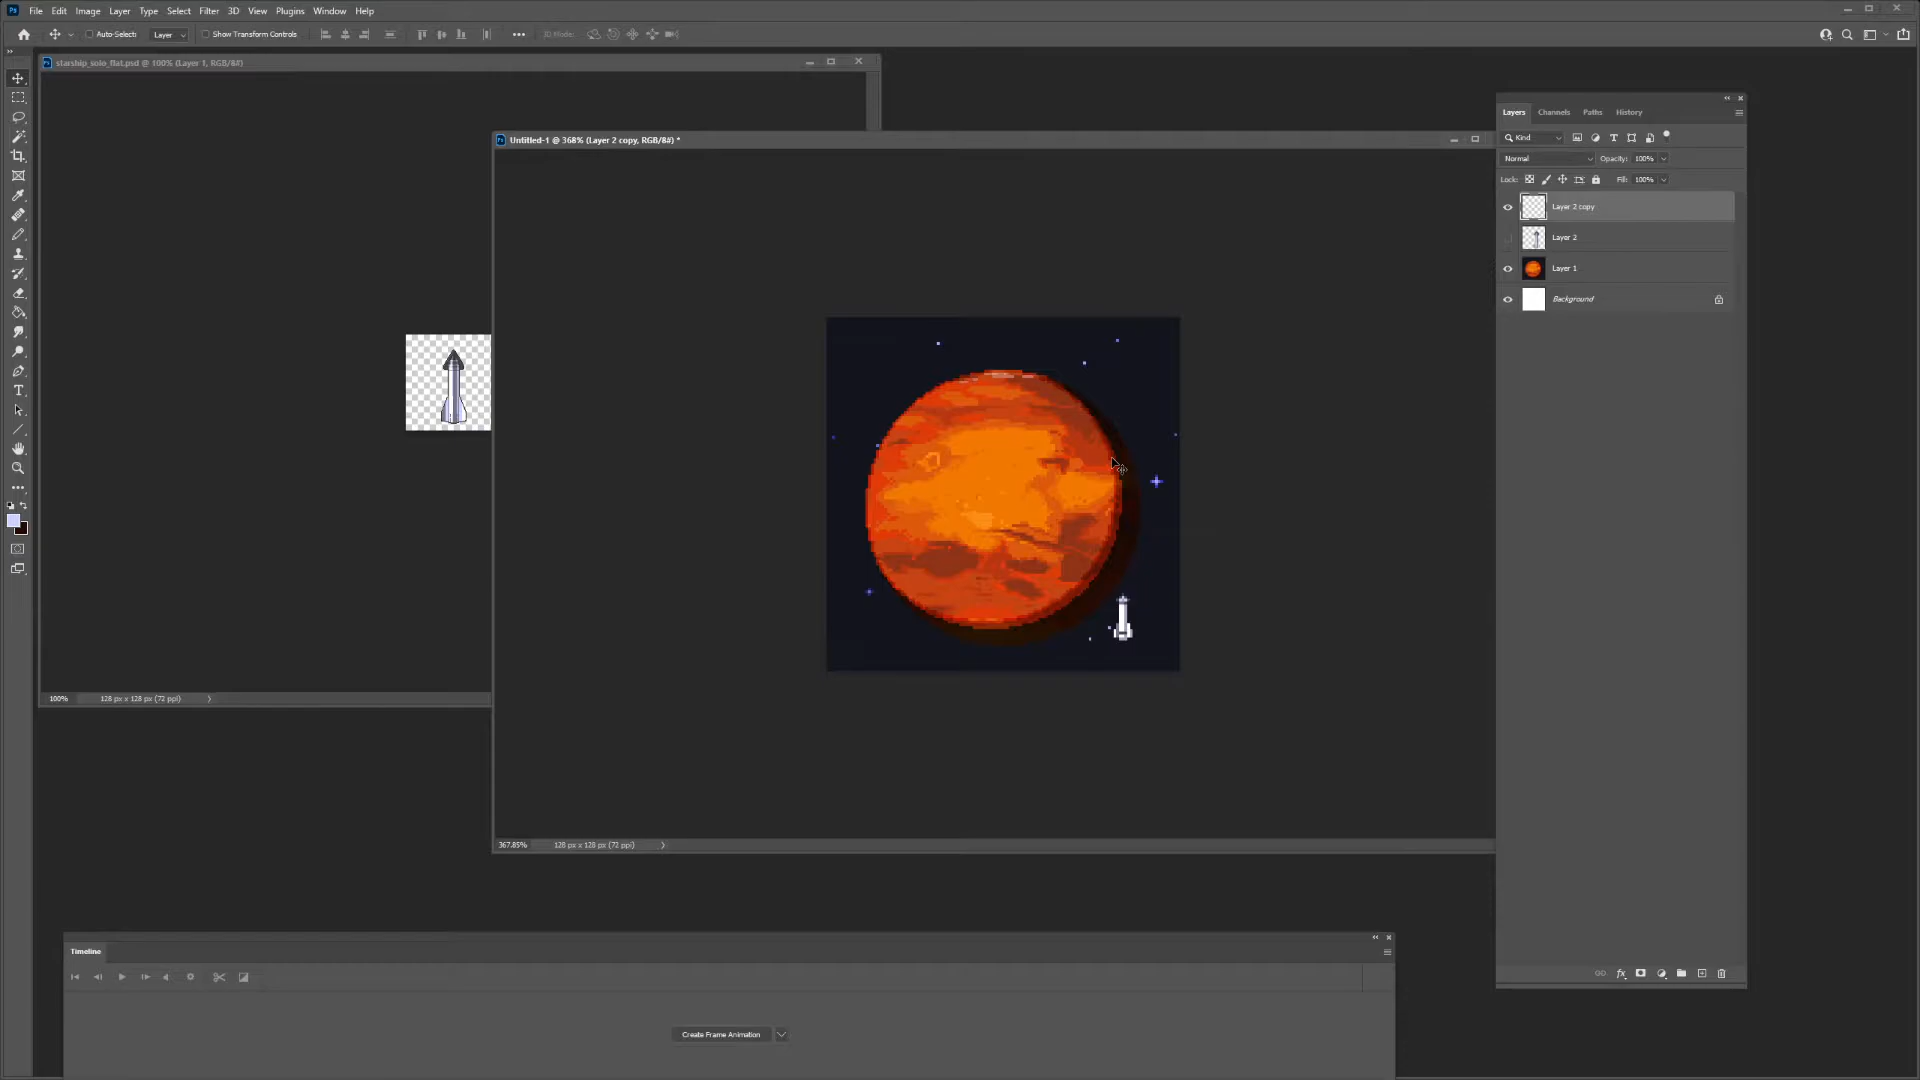 Ps File Edit Image Layer Type Select Filter 3D View Plugins Window Help
Auto-Select: Layer Show Transform Controls 3D Mode:
starship_solo_flat.psd @ 100% (Layer 1, RGB/8#)
Untitled-1 @ 368% (Layer 2 copy, RGB/8#) *
Layers Channels Paths History
Kind
Normal Opacity: 100%
Lock: Fill: 100%
Layer 2 copy
Layer 2
Layer 1
Background
100% 128 px x 128 px (72 ppi)
367.85% 128 px x 128 px (72 ppi)
Timeline
Create Frame Animation
fx